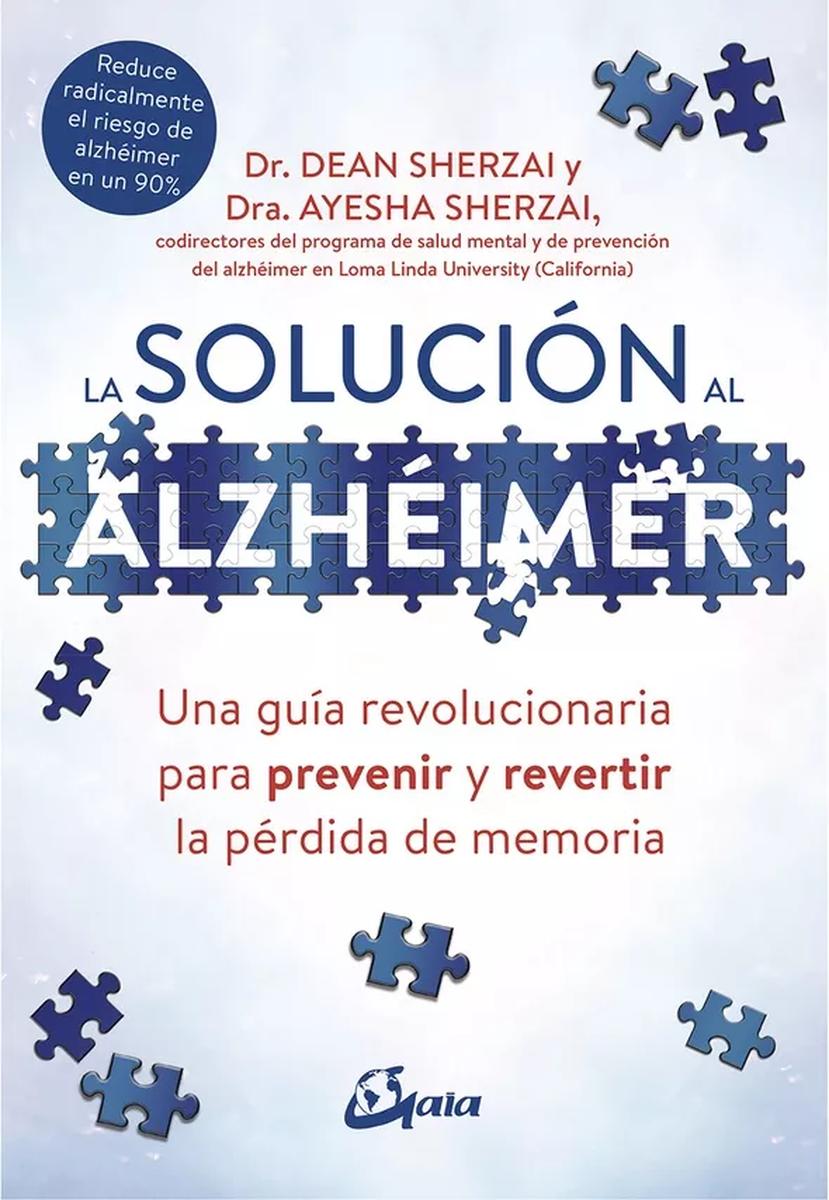 Reduce
radicalmente
el riesgo de
alzhéimer
en un 90%
Dr. DEAN SHERZAI y
Dra. AYESHA SHERZAI,
codirectores del programa de salud mental y de prevención
del alzhéimer en Loma Linda University (California)
LA SOLUCIÓN AL
ALZHÉIMER
Una guía revolucionaria
para prevenir y revertir
la pérdida de memoria
Gaia